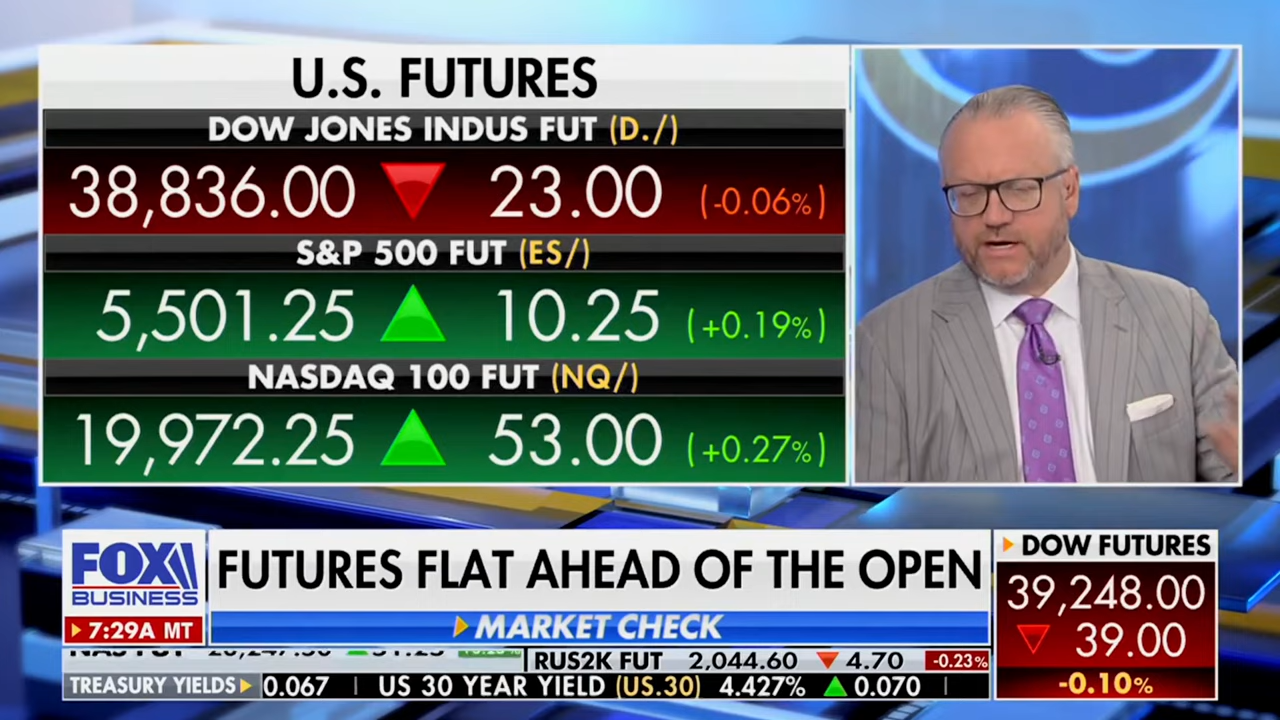 U.S. FUTURES
DOW JONES INDUS FUT (D./)
38,836.00 ▼ 23.00 (-0.06%)
S&P 500 FUT (ES/)
5,501.25 ▲ 10.25 (+0.19%)
NASDAQ 100 FUT (NQ/)
19,972.25 ▲ 53.00 (+0.27%)
FOX
BUSINESS
7:29A MT
FUTURES FLAT AHEAD OF THE OPEN
MARKET CHECK
DOW FUTURES
39,248.00
▼ 39.00
-0.10%
RUS2K FUT 2,044.60 ▼ 4.70 -0.23%
TREASURY YIELDS 0.067 | US 30 YEAR YIELD (US.30) 4.427% ▲ 0.070 |